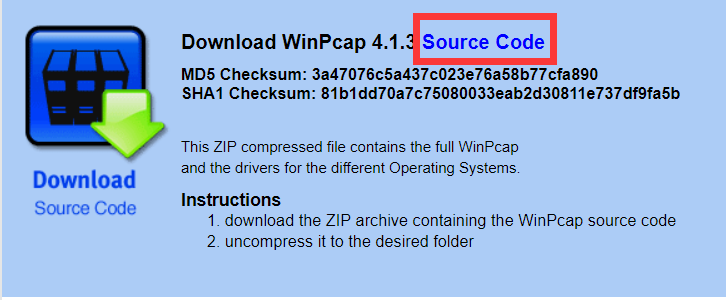 Download WinPcap 4.1.3 Source Code
MD5 Checksum: 3a47076c5a437c023e76a58b77cfa890
SHA1 Checksum: 81b1dd70a7c75080033eab2d30811e737df9fa5b
This ZIP compressed file contains the full WinPcap
and the drivers for the different Operating Systems.
Download
Source Code
Instructions
1. download the ZIP archive containing the WinPcap source code
2. uncompress it to the desired folder